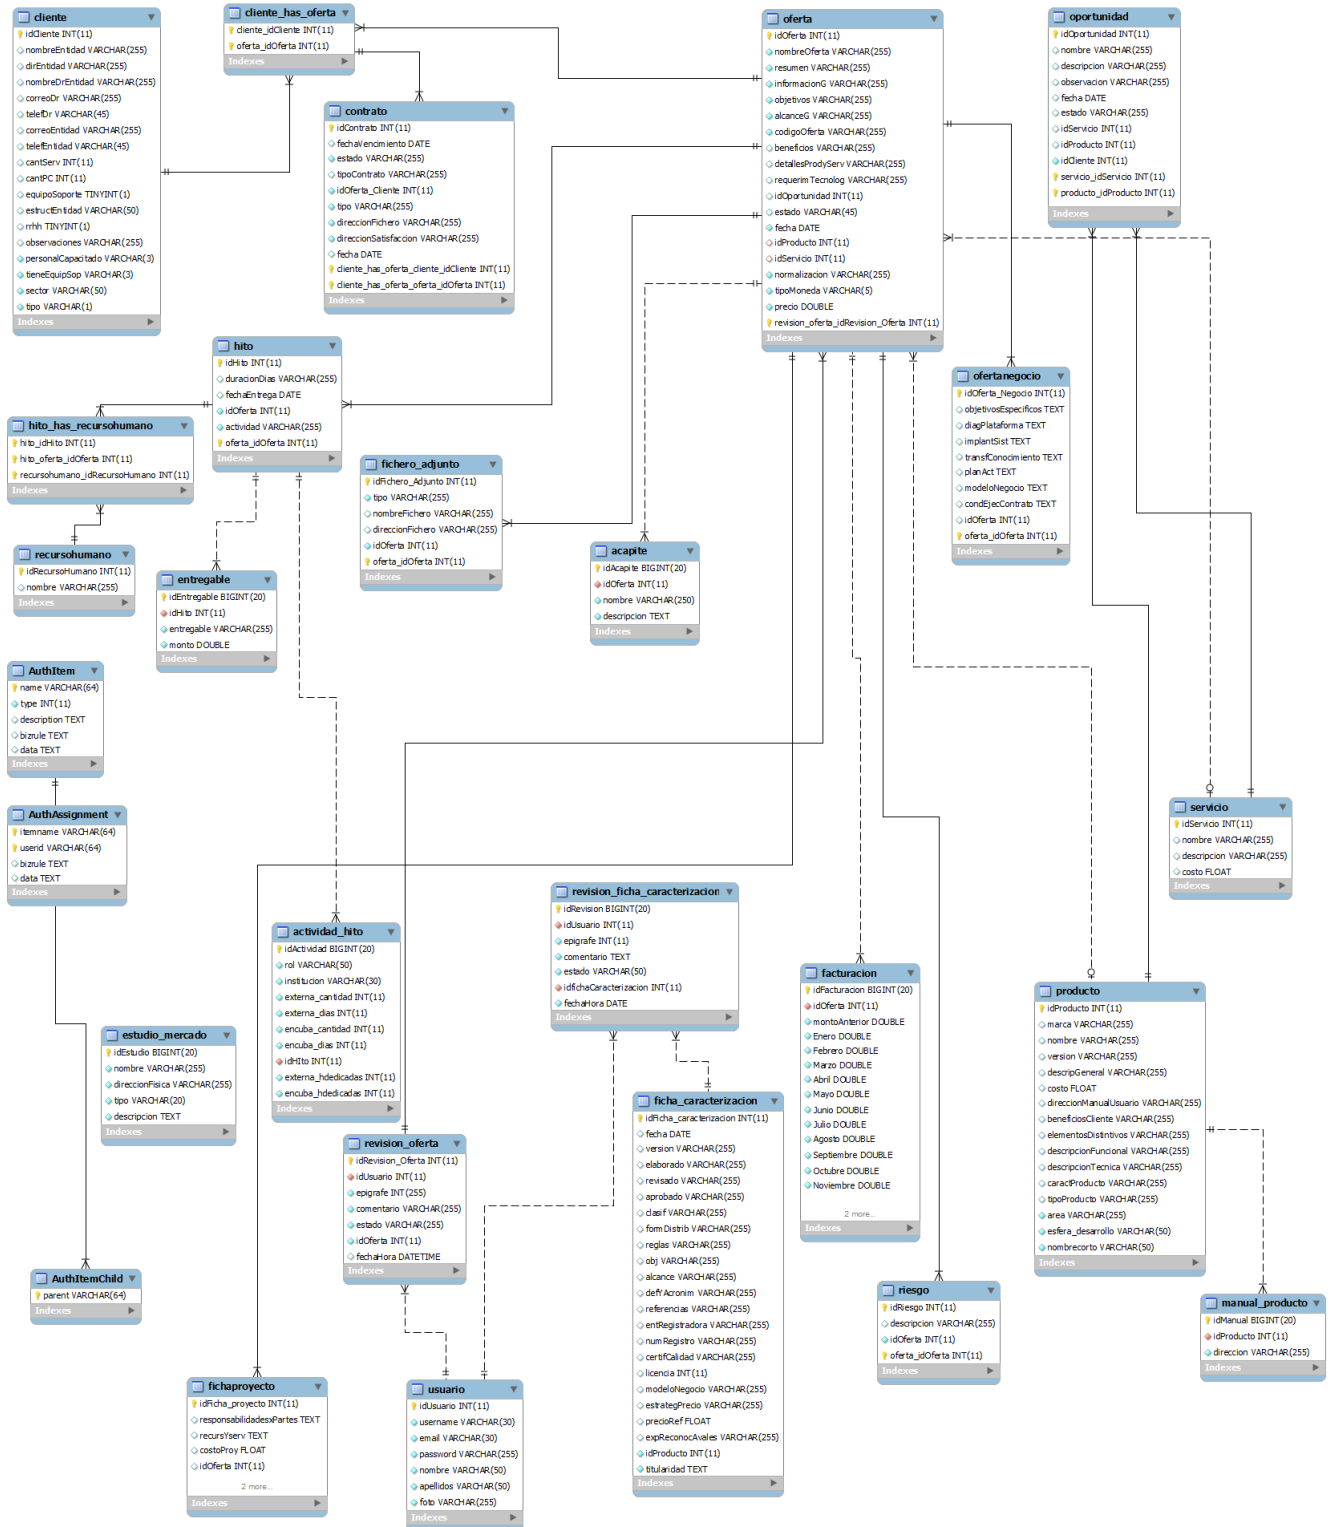 cliente
idCliente INT(11)
nombreEntidad VARCHAR(255)
dirEntidad VARCHAR(255)
nombreDrEntidad VARCHAR(255)
correoDr VARCHAR(255)
telefDr VARCHAR(45)
correoEntidad VARCHAR(255)
telefEntidad VARCHAR(45)
cantServ INT(11)
cantPC INT(11)
equipoSoporte TINYINT(1)
estructEntidad VARCHAR(50)
rrhh TINYINT(1)
observaciones VARCHAR(255)
personalCapacitado VARCHAR(3)
tieneEquipSop VARCHAR(3)
sector VARCHAR(50)
tipo VARCHAR(1)
Indexes
cliente_has_oferta
cliente_idCliente INT(11)
oferta_idOferta INT(11)
Indexes
contrato
idContrato INT(11)
fechaVencimiento DATE
estado VARCHAR(255)
tipoContrato VARCHAR(255)
idOferta_Cliente INT(11)
tipo VARCHAR(255)
direccionFichero VARCHAR(255)
direccionSatisfaccion VARCHAR(255)
fecha DATE
cliente_has_oferta_cliente_idCliente INT(11)
cliente_has_oferta_oferta_idOferta INT(11)
Indexes
oferta
idOferta INT(11)
nombreOferta VARCHAR(255)
resumen VARCHAR(255)
informacionG VARCHAR(255)
objetivos VARCHAR(255)
alcanceG VARCHAR(255)
codigoOferta VARCHAR(255)
beneficios VARCHAR(255)
detallesProdyServ VARCHAR(255)
requerimTecnolog VARCHAR(255)
idOportunidad INT(11)
estado VARCHAR(45)
fecha DATE
idProducto INT(11)
idServicio INT(11)
normalizacion VARCHAR(255)
tipoMoneda VARCHAR(5)
precio DOUBLE
revision_oferta_idRevision_Oferta INT(11)
Indexes
oportunidad
idOportunidad INT(11)
nombre VARCHAR(255)
descripcion VARCHAR(255)
observacion VARCHAR(255)
fecha DATE
estado VARCHAR(255)
idServicio INT(11)
idProducto INT(11)
idCliente INT(11)
servicio_idServicio INT(11)
producto_idProducto INT(11)
Indexes
hito
idHito INT(11)
duracionDias VARCHAR(255)
fechaEntrega DATE
idOferta INT(11)
actividad VARCHAR(255)
oferta_idOferta INT(11)
Indexes
ofertanegocio
idOferta_Negocio INT(11)
objetivosEspecificos TEXT
diagPlataforma TEXT
implantSist TEXT
transfConocimiento TEXT
planAct TEXT
modeloNegocio TEXT
condEjecContrato TEXT
idOferta INT(11)
oferta_idOferta INT(11)
Indexes
hito_has_recursohumano
hito_idHito INT(11)
hito_oferta_idOferta INT(11)
recursohumano_idRecursoHumano INT(11)
Indexes
fichero_adjunto
idFichero_Adjunto INT(11)
tipo VARCHAR(255)
nombreFichero VARCHAR(255)
direccionFichero VARCHAR(255)
idOferta INT(11)
oferta_idOferta INT(11)
Indexes
recursohumano
idRecursoHumano INT(11)
nombre VARCHAR(255)
Indexes
entregable
idEntregable BIGINT(20)
idHito INT(11)
entregable VARCHAR(255)
monto DOUBLE
Indexes
acapite
idAcapite BIGINT(20)
idOferta INT(11)
nombre VARCHAR(250)
descripcion TEXT
Indexes
AuthItem
name VARCHAR(64)
type INT(11)
description TEXT
bizrule TEXT
data TEXT
Indexes
AuthAssignment
itemname VARCHAR(64)
userid VARCHAR(64)
bizrule TEXT
data TEXT
Indexes
servicio
idServicio INT(11)
nombre VARCHAR(255)
descripcion VARCHAR(255)
costo FLOAT
Indexes
revision_ficha_caracterizacion
idRevision BIGINT(20)
idUsuario INT(11)
epigrafe INT(11)
comentario TEXT
estado VARCHAR(50)
idfichaCaracterizacion INT(11)
fechaHora DATE
Indexes
actividad_hito
idActividad BIGINT(20)
rol VARCHAR(50)
institucion VARCHAR(30)
externa_cantidad INT(11)
externa_dias INT(11)
encuba_cantidad INT(11)
encuba_dias INT(11)
idHIto INT(11)
externa_hdedicadas INT(11)
encuba_hdedicadas INT(11)
Indexes
facturacion
idFacturacion BIGINT(20)
idOferta INT(11)
montoAnterior DOUBLE
Enero DOUBLE
Febrero DOUBLE
Marzo DOUBLE
Abril DOUBLE
Mayo DOUBLE
Junio DOUBLE
Julio DOUBLE
Agosto DOUBLE
Septiembre DOUBLE
Octubre DOUBLE
Noviembre DOUBLE
2 more...
Indexes
producto
idProducto INT(11)
marca VARCHAR(255)
nombre VARCHAR(255)
version VARCHAR(255)
descripGeneral VARCHAR(255)
costo FLOAT
direccionManualUsuario VARCHAR(255)
beneficiosCliente VARCHAR(255)
elementosDistintivos VARCHAR(255)
descripcionFuncional VARCHAR(255)
descripcionTecnica VARCHAR(255)
caractProducto VARCHAR(255)
tipoProducto VARCHAR(255)
area VARCHAR(255)
esfera_desarrollo VARCHAR(50)
nombrecorto VARCHAR(50)
Indexes
estudio_mercado
idEstudio BIGINT(20)
nombre VARCHAR(255)
direccionFisica VARCHAR(255)
tipo VARCHAR(20)
descripcion TEXT
Indexes
ficha_caracterizacion
idFicha_caracterizacion INT(11)
fecha DATE
version VARCHAR(255)
elaborado VARCHAR(255)
revisado VARCHAR(255)
aprobado VARCHAR(255)
clasif VARCHAR(255)
formDistrib VARCHAR(255)
reglas VARCHAR(255)
obj VARCHAR(255)
alcance VARCHAR(255)
defYAcronim VARCHAR(255)
referencias VARCHAR(255)
entRegistradora VARCHAR(255)
numRegistro VARCHAR(255)
certifCalidad VARCHAR(255)
licencia INT(11)
modeloNegocio VARCHAR(255)
estrategPrecio VARCHAR(255)
precioRef FLOAT
expReconocAvales VARCHAR(255)
idProducto INT(11)
titularidad TEXT
Indexes
revision_oferta
idRevision_Oferta INT(11)
idUsuario INT(11)
epigrafe INT(255)
comentario VARCHAR(255)
estado VARCHAR(255)
idOferta INT(11)
fechaHora DATETIME
Indexes
AuthItemChild
parent VARCHAR(64)
Indexes
riesgo
idRiesgo INT(11)
descripcion VARCHAR(255)
idOferta INT(11)
oferta_idOferta INT(11)
Indexes
manual_producto
idManual BIGINT(20)
idProducto INT(11)
direccion VARCHAR(255)
Indexes
fichaproyecto
idFicha_proyecto INT(11)
responsabilidadesxPartes TEXT
recursYserv TEXT
costoProy FLOAT
idOferta INT(11)
2 more...
Indexes
usuario
idUsuario INT(11)
username VARCHAR(30)
email VARCHAR(30)
password VARCHAR(255)
nombre VARCHAR(50)
apellidos VARCHAR(50)
foto VARCHAR(255)
Indexes